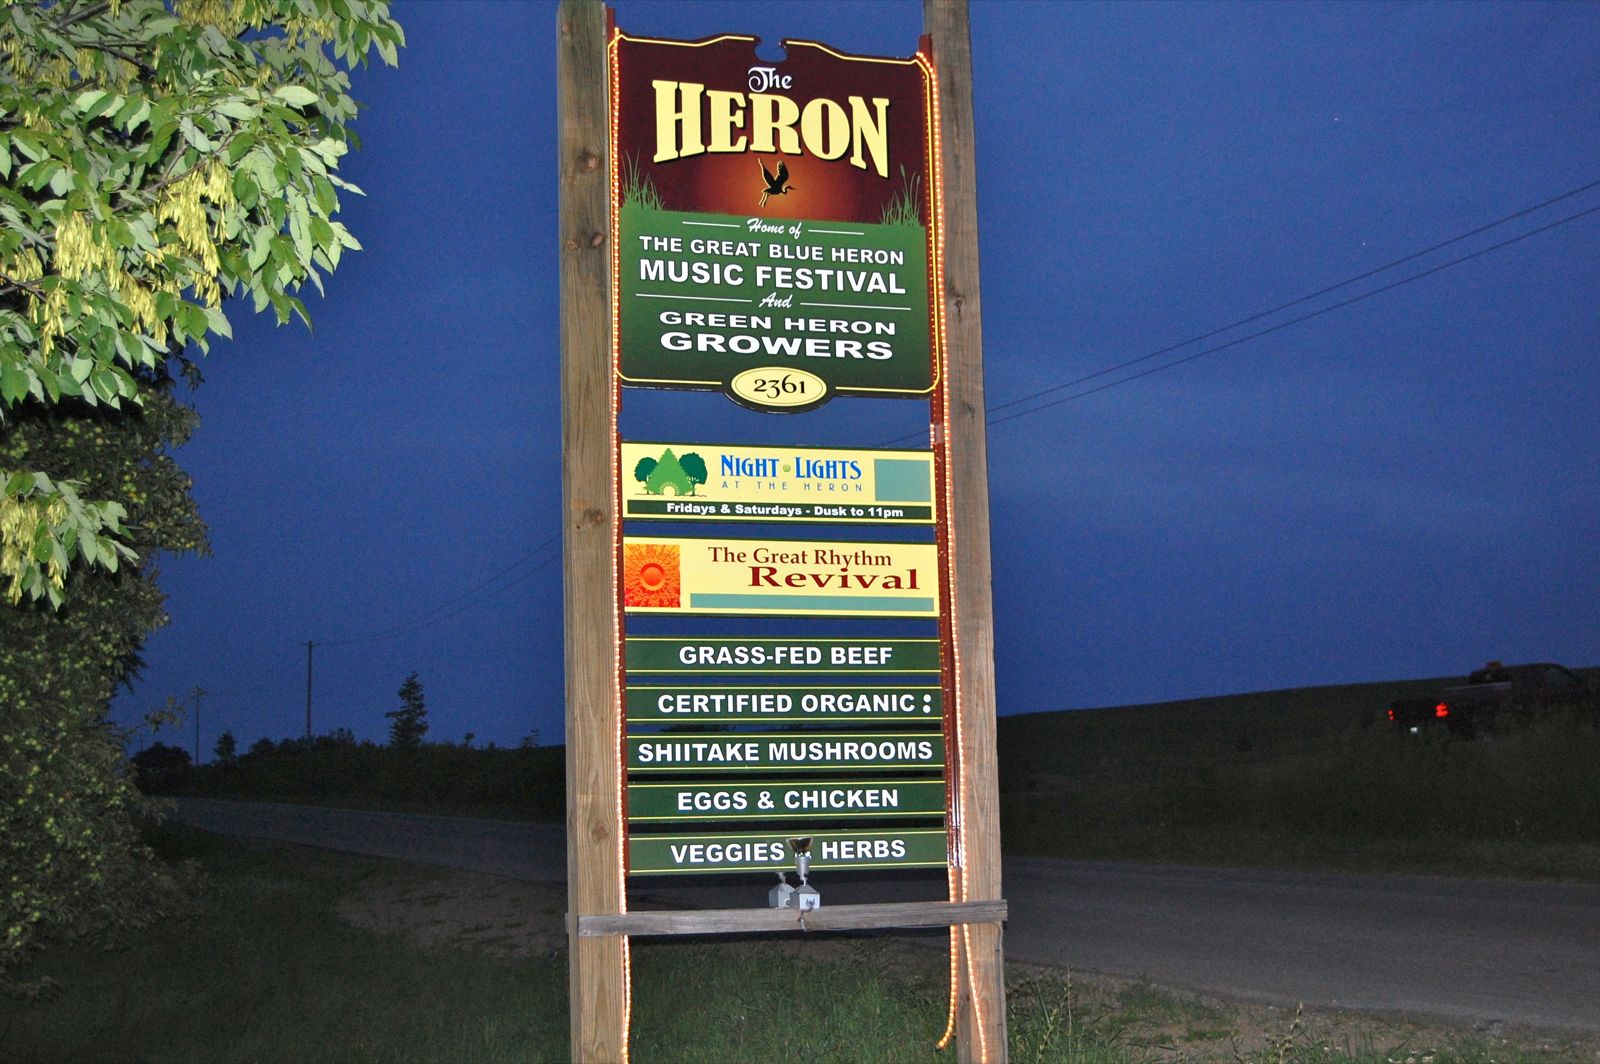 The
HERON
Home of
THE GREAT BLUE HERON
MUSIC FESTIVAL
And
GREEN HERON
GROWERS
2361
NIGHT • LIGHTS
AT THE HERON
Fridays & Saturdays - Dusk to 11pm
The Great Rhythm
Revival
GRASS-FED BEEF
CERTIFIED ORGANIC :
SHIITAKE MUSHROOMS
EGGS & CHICKEN
VEGGIES HERBS